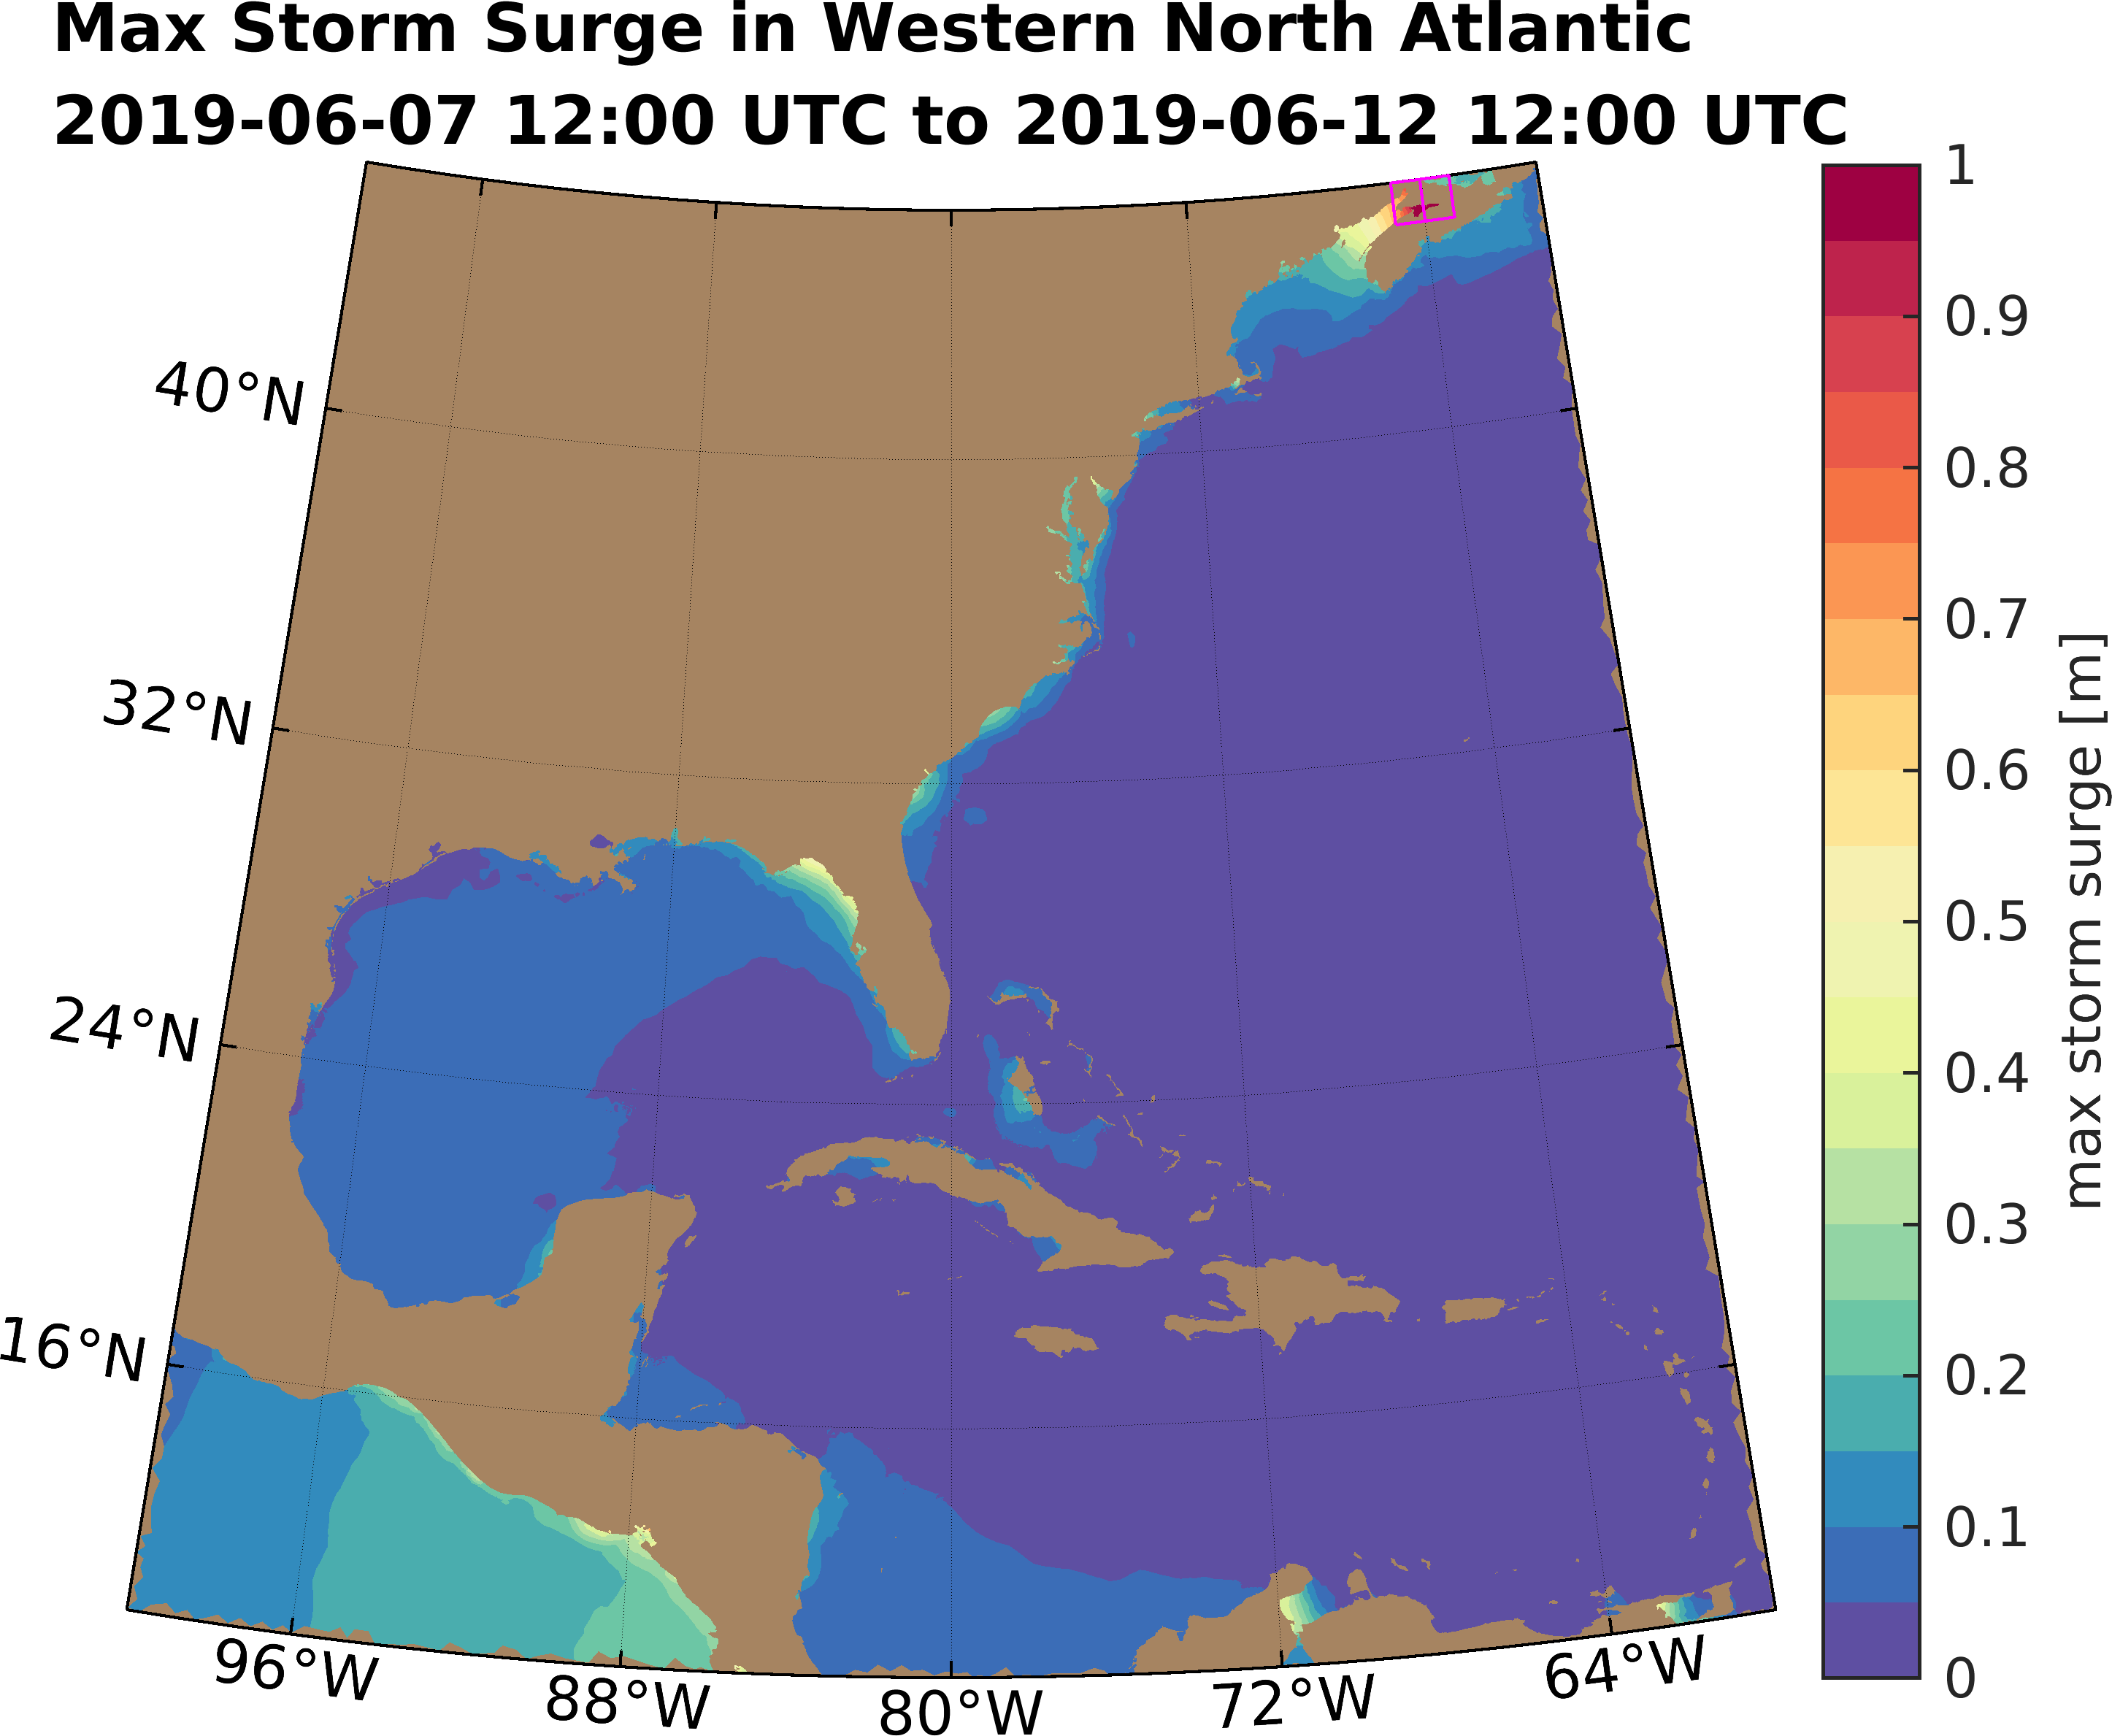 Max Storm Surge in Western North Atlantic
2019-06-07 12:00 UTC to 2019-06-12 12:00 UTC
40°N
32°N
24°N
16°N
96°W
88°W
80°W
72°W
64°W
1
0.9
0.8
0.7
0.6
0.5
0.4
0.3
0.2
0.1
0
max storm surge [m]